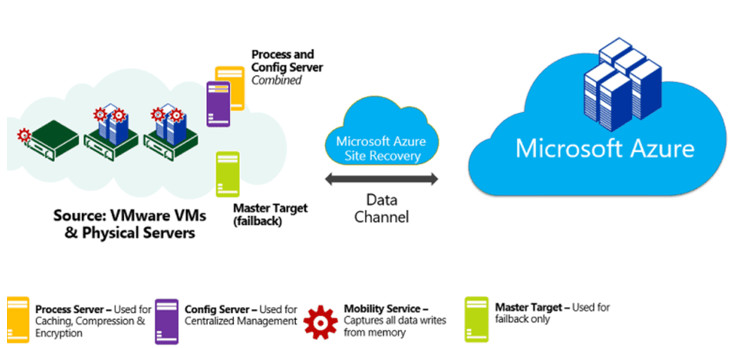 Process and
Config Server
Combined
Microsoft Azure
Site Recovery
Microsoft Azure
Data
Channel
Master Target
(failback)
Source: VMware VMs
& Physical Servers
Process Server – Used for
Caching, Compression &
Encryption
Config Server – Used for
Centralized Management
Mobility Service –
Captures all data writes
from memory
Master Target – Used for
failback only